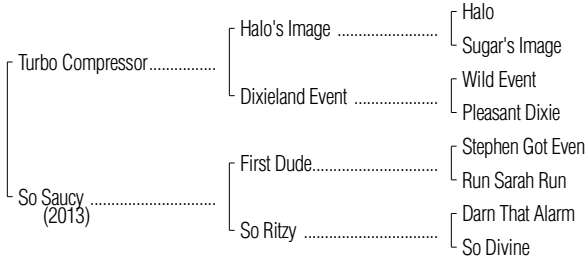 Halo
Halo's Image ....................
Sugar's Image
Turbo Compressor.............
Wild Event
Dixieland Event ................
Pleasant Dixie
Stephen Got Even
First Dude........................
Run Sarah Run
So Saucy ........................
(2013)
Darn That Alarm
So Ritzy ..........................
So Divine